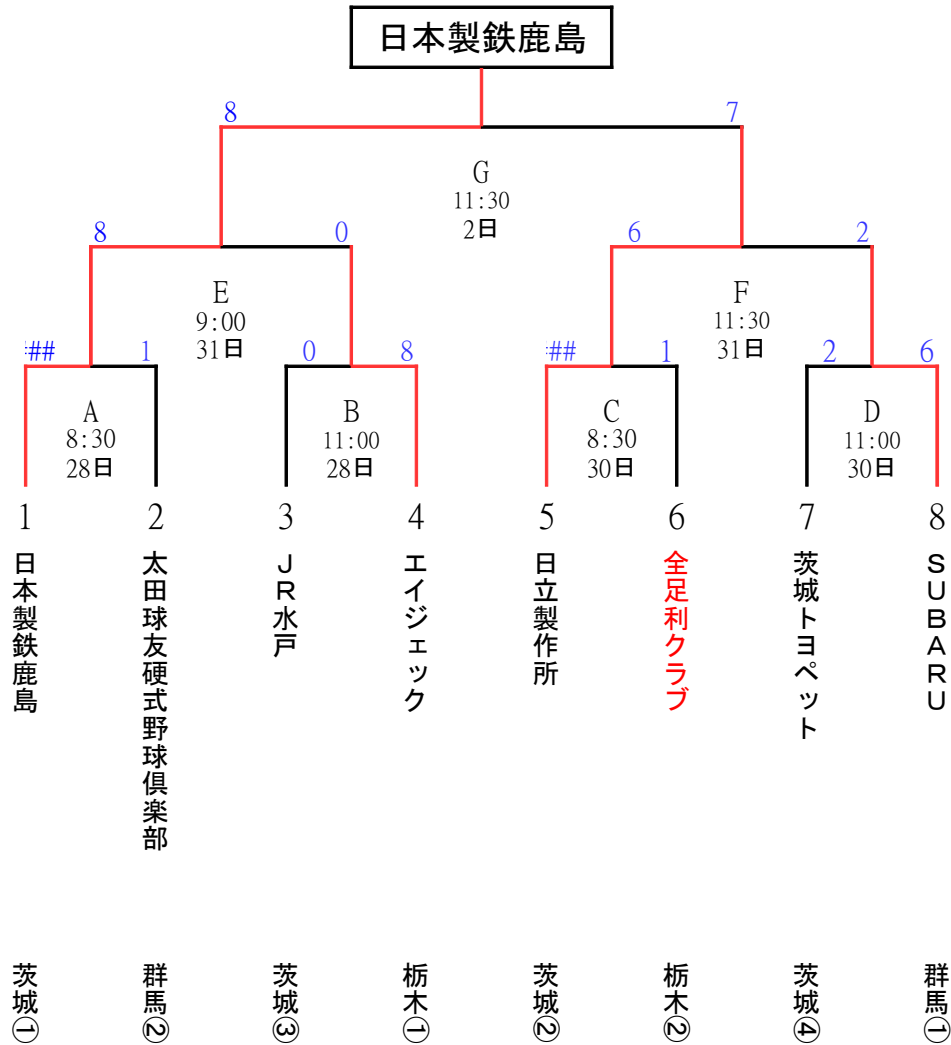 日本製鉄鹿島
8 7
G
11:30
2日
8 0 6 2
E
9:00
31日
F
11:30
31日
## 1 0 8 ## 1 2 6
A
8:30
28日
B
11:00
28日
C
8:30
30日
D
11:00
30日
1 2 3 4 5 6 7 8
日本製鉄鹿島
太田球友硬式野球倶楽部
JR水戸
エイジェック
日立製作所
全足利クラブ
茨城トヨペット
SUBARU
茨城①
群馬②
茨城③
栃木①
茨城②
栃木②
茨城④
群馬①